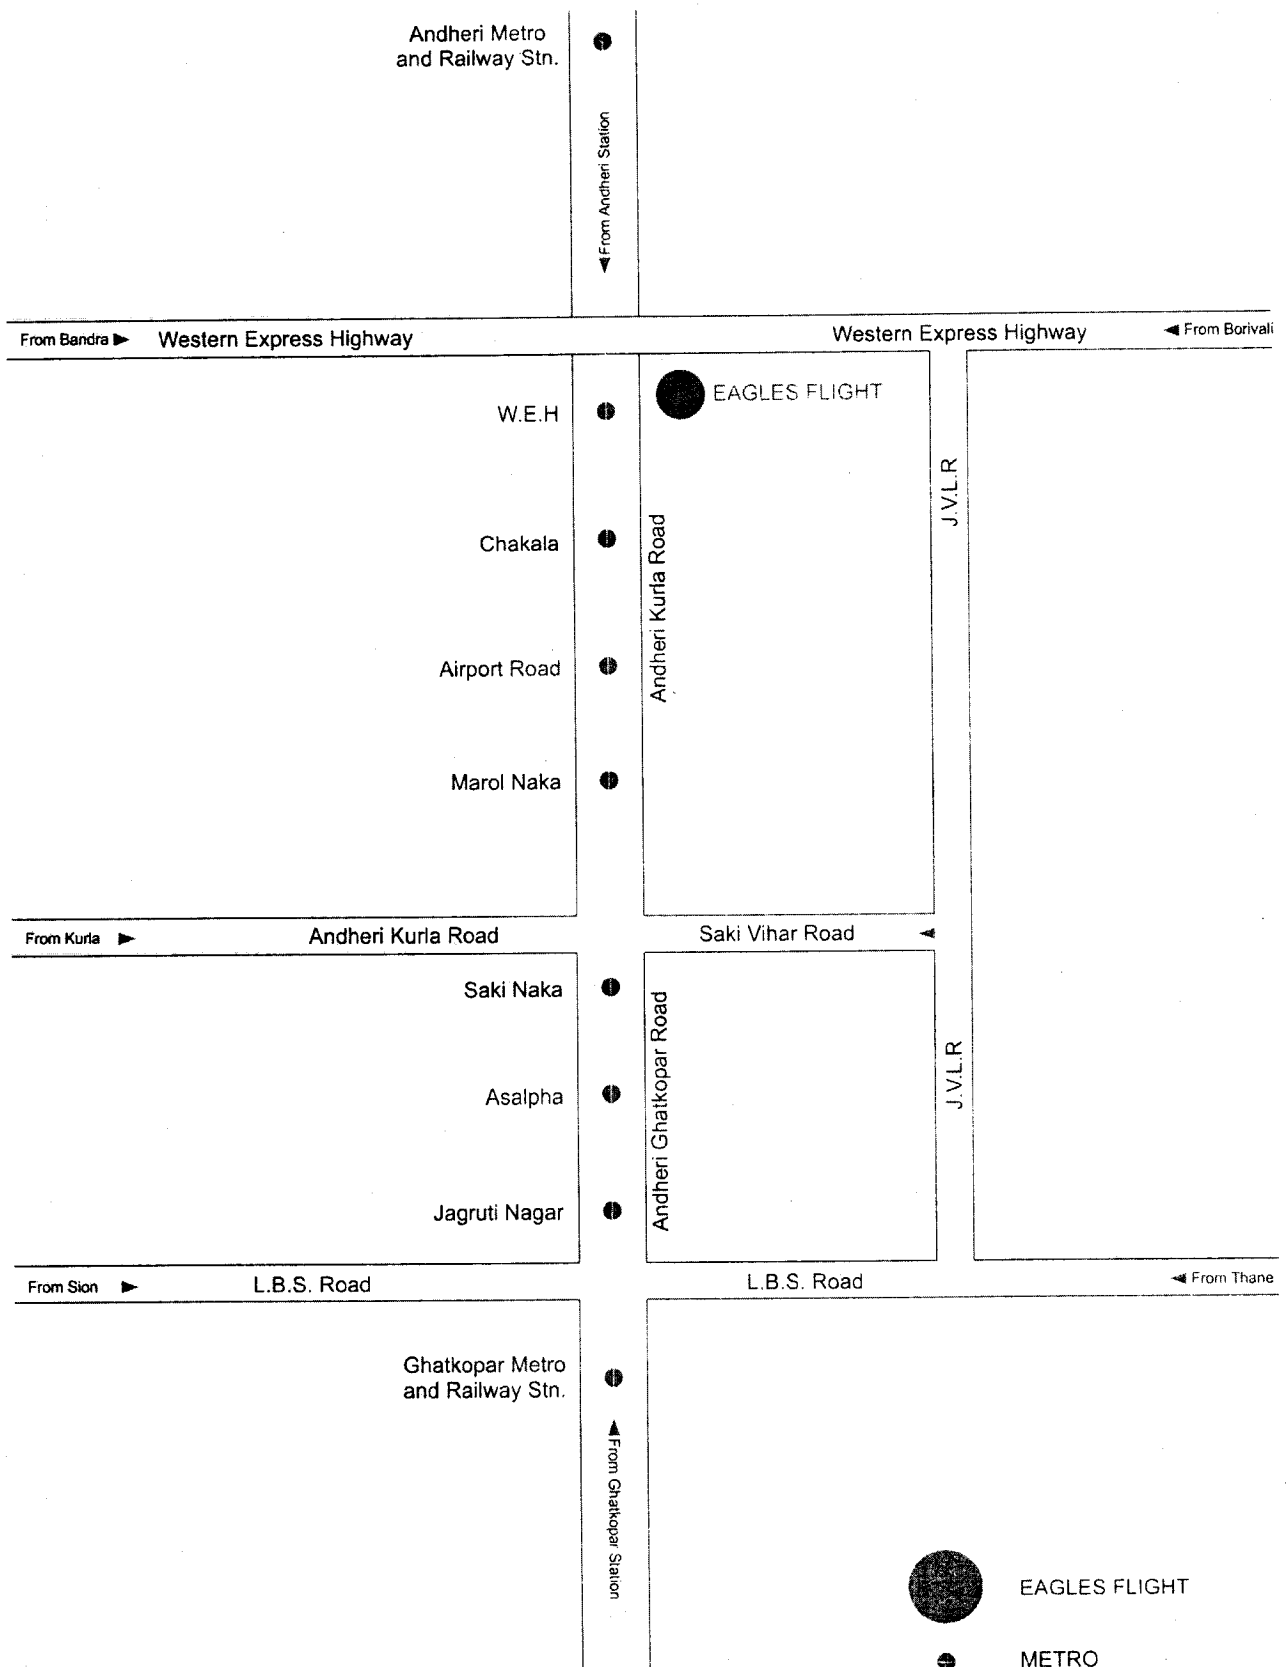 Andheri Metro
and Railway Stn.
From Andheri Station
From Bandra
Western Express Highway
Western Express Highway
From Borivali
EAGLES FLIGHT
W.E.H
J.V.L.R
Chakala
Andheri Kurla Road
Airport Road
Marol Naka
From Kurla
Andheri Kurla Road
Saki Vihar Road
Saki Naka
Andheri Ghatkopar Road
J.V.L.R
Asalpha
Jagruti Nagar
From Sion
L.B.S. Road
L.B.S. Road
From Thane
Ghatkopar Metro
and Railway Stn.
From Ghatkopar Station
EAGLES FLIGHT
METRO